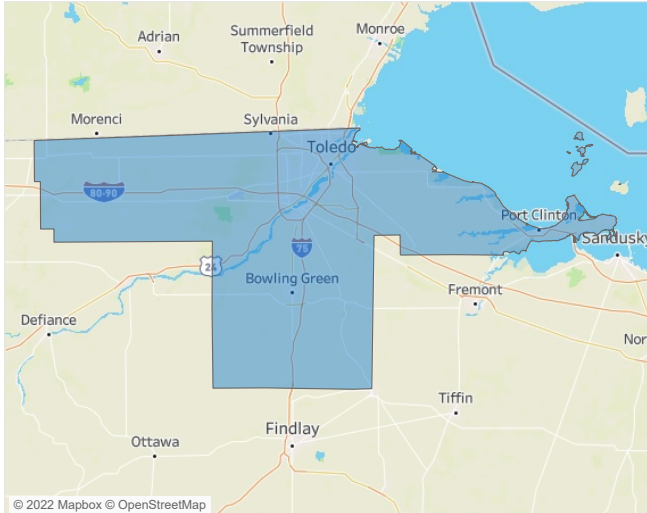 Adrian
Summerfield
Township
Monroe
Morenci
Sylvania
Toledo
80-90
Port Clinton
Sandusky
24
75
Bowling Green
Fremont
Defiance
Nor
Tiffin
Findlay
Ottawa
© 2022 Mapbox © OpenStreetMap